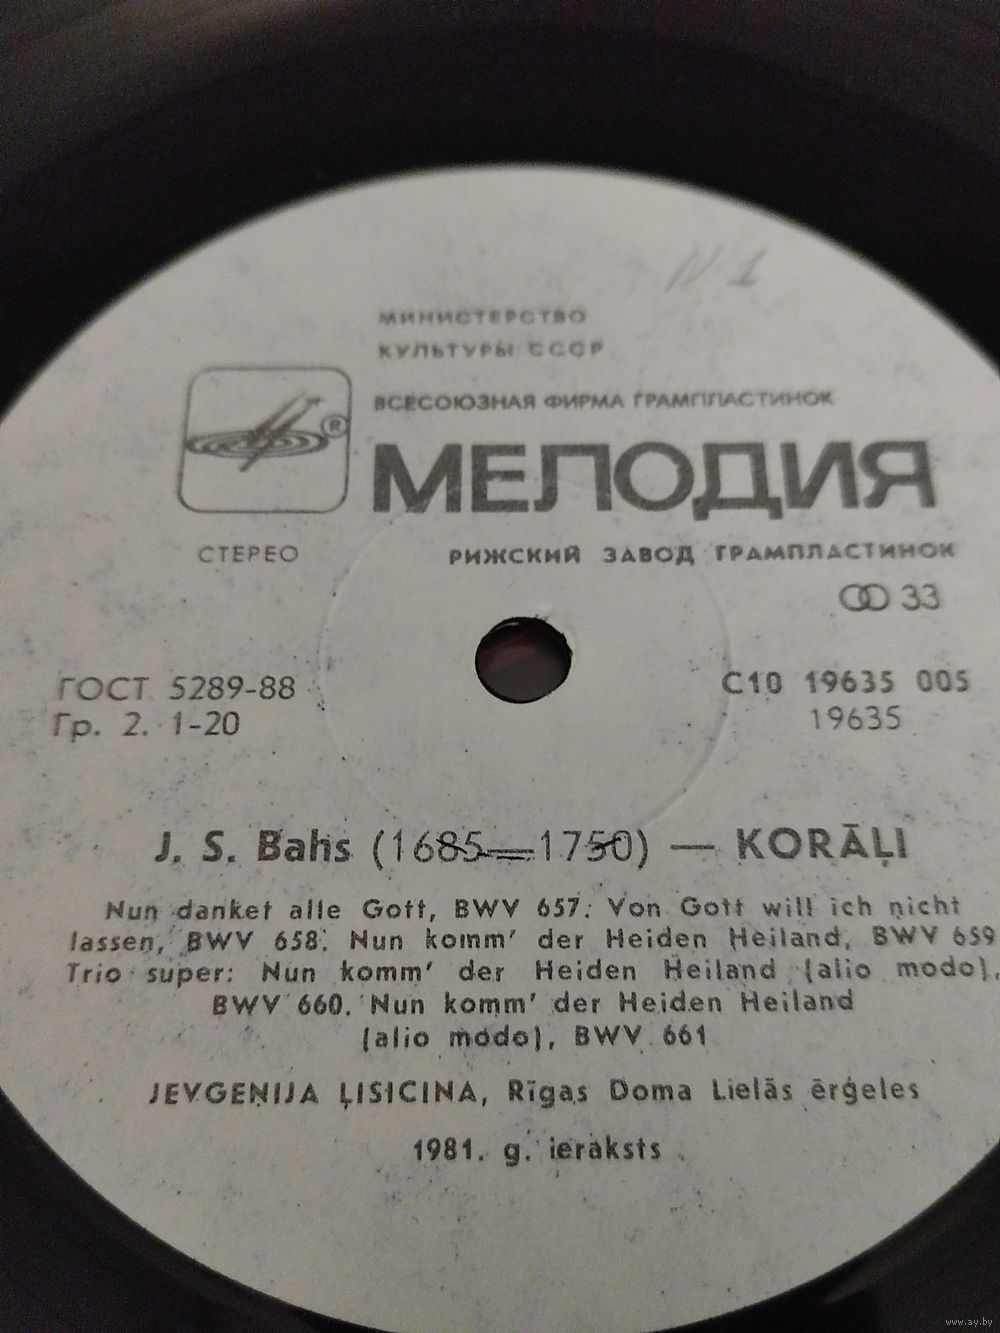 N 1
МИНИСТЕРСТВО
КУЛЬТУРЫ СССР
ВСЕСОЮЗНАЯ ФИРМА ГРАМПЛАСТИНОК
®
МЕЛОДИЯ
СТЕРЕО
РИЖСКИЙ ЗАВОД ГРАМПЛАСТИНОК
33
ГОСТ 5289-88
Гр. 2. 1-20
С10 19635 005
19635
J. S. Bahs (1685—1750) — KORĀĻI
Nun danket alle Gott, BWV 657. Von Gott will ich nicht
lassen, BWV 658. Nun komm' der Heiden Heiland, BWV 659
Trio super: Nun komm' der Heiden Heiland (alio modo),
BWV 660. Nun komm' der Heiden Heiland
(alio modo), BWV 661
JEVGEŅIJA ĻISICINA, Rīgas Doma Lielās ērģeles
1981. g. ieraksts
www.ay.by